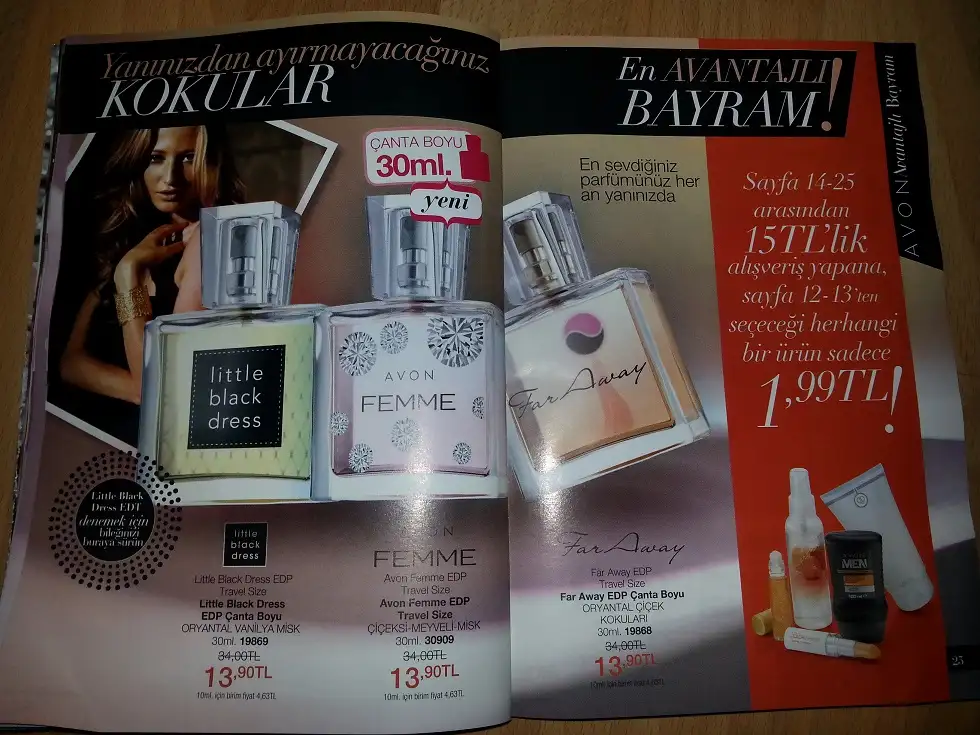 Yanınızdan ayırmayacağınız
KOKULAR
ÇANTA BOYU
30ml.
yeni
little
black
dress
AVON
FEMME
Little Black
Dress EDT
denemek için
bileğinizi
buraya sürün
little
black
dress
Little Black Dress EDP
Travel Size
Little Black Dress
EDP Çanta Boyu
ORYANTAL VANİLYA MİSK
30ml. 19869
34,00TL
13,90TL
10ml. için birim fiyat 4,63TL
AVON
FEMME
Avon Femme EDP
Travel Size
Avon Femme EDP
Travel Size
ÇİÇEKSİ-MEYVELİ-MİSK
30ml. 30909
34,00TL
13,90TL
10ml. için birim fiyat 4,63TL
En AVANTAJLI
BAYRAM!
En sevdiğiniz
parfümünüz her
an yanınızda
Far Away
Far Away
Far Away EDP
Travel Size
Far Away EDP Çanta Boyu
ORYANTAL ÇİÇEK
KOKULARI
30ml. 19868
34,00TL
13,90TL
10ml. için birim fiyat 4,63TL
Sayfa 14-25
arasından
15TL'lik
alışveriş yapana,
sayfa 12-13'ten
seçeceği herhangi
bir ürün sadece
1,99TL!
MEN
AVON Avantajlı Bayram
25